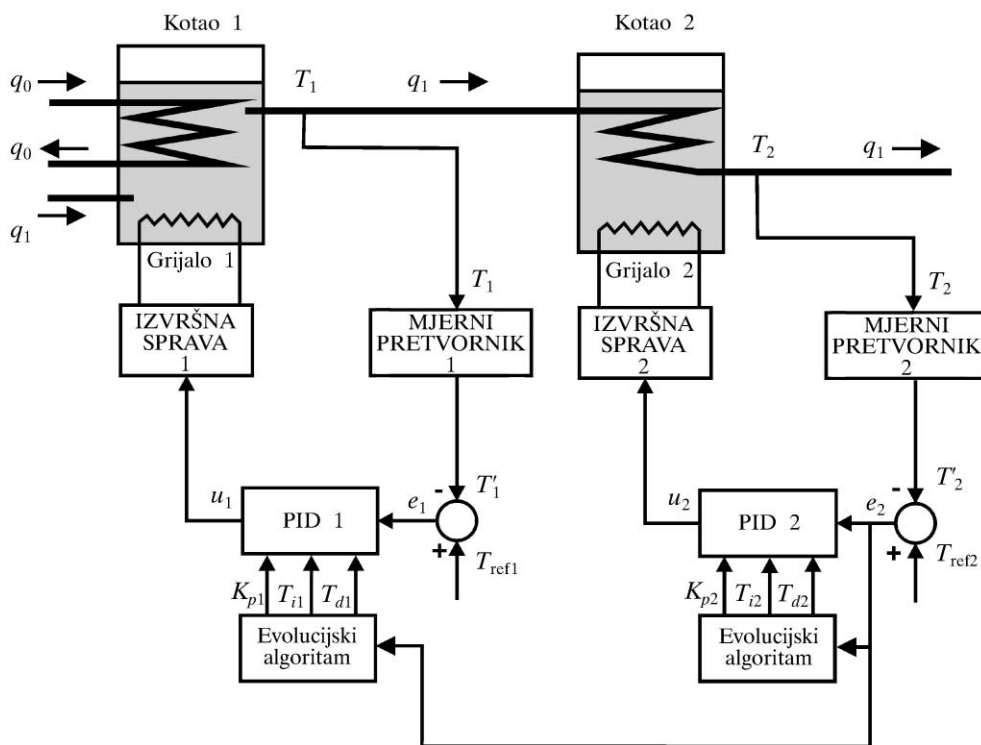 Kotao 1
Kotao 2
q0
T1
q1
q0
T2
q1
q1
Grijalo 1
Grijalo 2
T1
T2
IZVRŠNA
SPRAVA
1
MJERNI
PRETVORNIK
1
IZVRŠNA
SPRAVA
2
MJERNI
PRETVORNIK
2
u1
PID 1
e1
-
T'1
+
Tref1
u2
PID 2
e2
-
T'2
+
Tref2
Kp1
Ti1
Td1
Kp2
Ti2
Td2
Evolucijski
algoritam
Evolucijski
algoritam